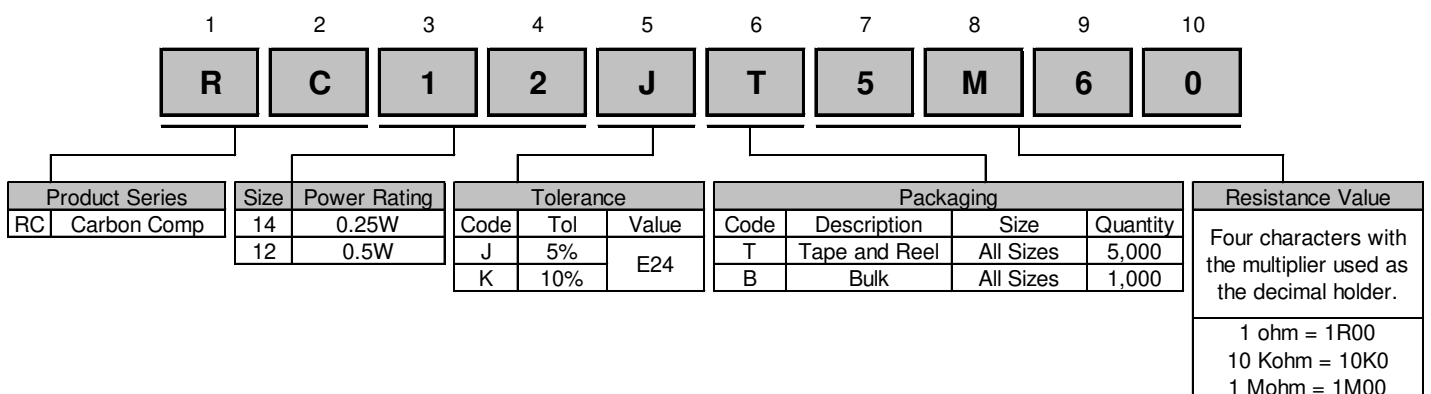 1 2 3 4 5 6 7 8 9 10
R C 1 2 J T 5 M 6 0
Product Series
RC Carbon Comp
Size Power Rating
14 0.25W
12 0.5W
Tolerance
Code Tol Value
J 5% E24
K 10%
Packaging
Code Description Size Quantity
T Tape and Reel All Sizes 5,000
B Bulk All Sizes 1,000
Resistance Value
Four characters with
the multiplier used as
the decimal holder.
1 ohm = 1R00
10 Kohm = 10K0
1 Mohm = 1M00